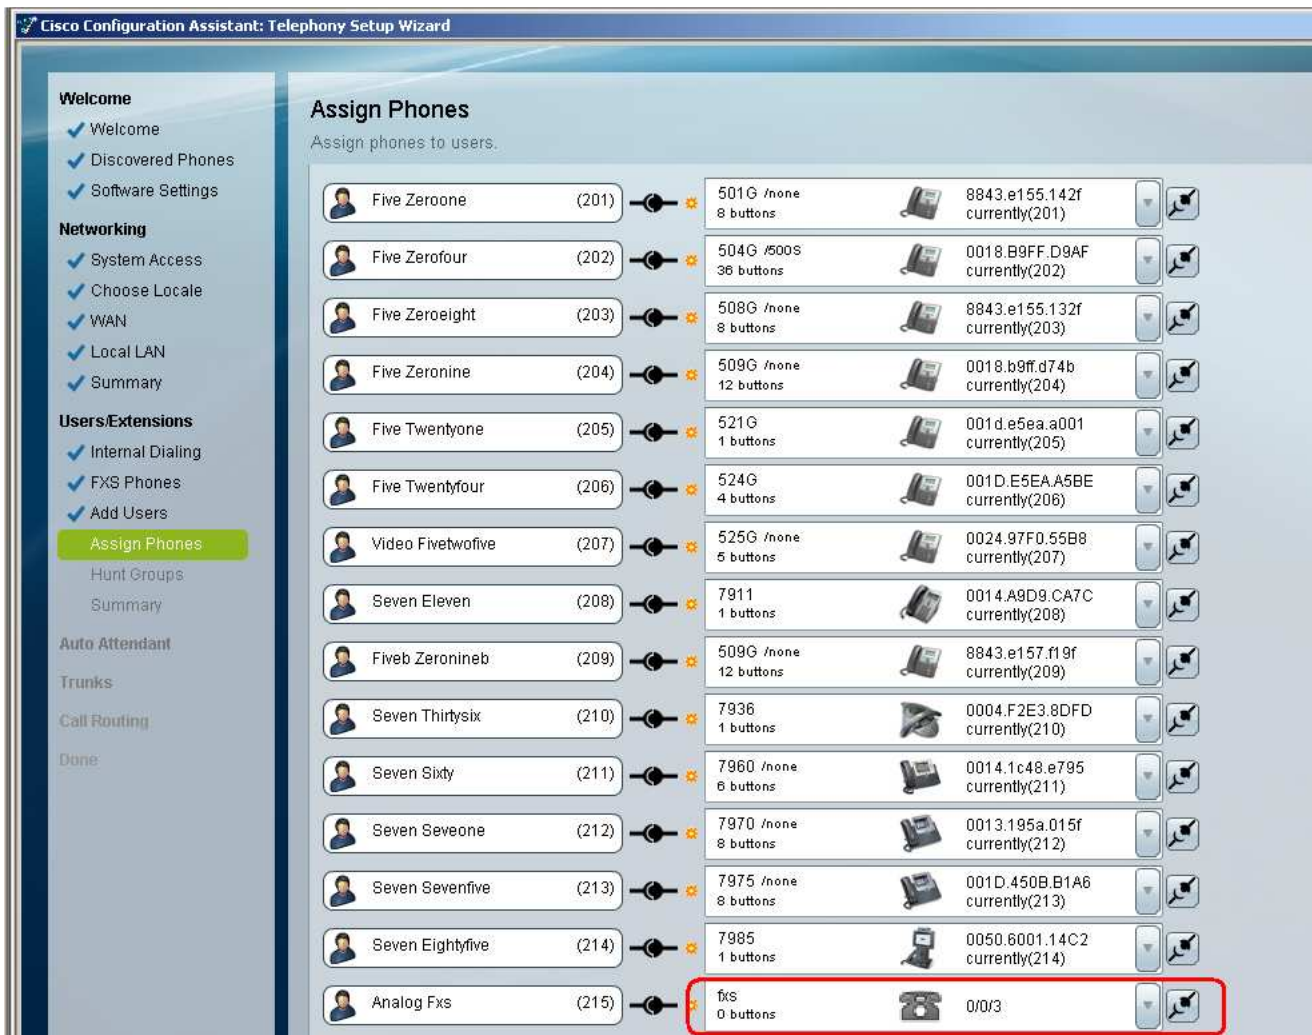 Cisco Configuration Assistant: Telephony Setup Wizard
Welcome
Welcome
Discovered Phones
Software Settings
Networking
System Access
Choose Locale
WAN
Local LAN
Summary
Users/Extensions
Internal Dialing
FXS Phones
Add Users
Assign Phones
Hunt Groups
Summary
Auto Attendant
Trunks
Call Routing
Done
Assign Phones
Assign phones to users.
Five Zeroone (201) 501G /none 8843.e155.142f
8 buttons currently(201)
Five Zerofour (202) 504G /500S 0018.B9FF.D9AF
36 buttons currently(202)
Five Zeroeight (203) 508G /none 8843.e155.132f
8 buttons currently(203)
Five Zeronine (204) 509G /none 0018.b9ff.d74b
12 buttons currently(204)
Five Twentyone (205) 521G 001d.e5ea.a001
1 buttons currently(205)
Five Twentyfour (206) 524G 001D.E5EA.A5BE
4 buttons currently(206)
Video Fivetwofive (207) 525G /none 0024.97F0.55B8
5 buttons currently(207)
Seven Eleven (208) 7911 0014.A9D9.CA7C
1 buttons currently(208)
Fiveb Zeronineb (209) 509G /none 8843.e157.f19f
12 buttons currently(209)
Seven Thirtysix (210) 7936 0004.F2E3.8DFD
1 buttons currently(210)
Seven Sixty (211) 7960 /none 0014.1c48.e795
6 buttons currently(211)
Seven Seveone (212) 7970 /none 0013.195a.015f
8 buttons currently(212)
Seven Sevenfive (213) 7975 /none 001D.450B.B1A6
8 buttons currently(213)
Seven Eightyfive (214) 7985 0050.6001.14C2
1 buttons currently(214)
Analog Fxs (215) fxs 0/0/3
0 buttons